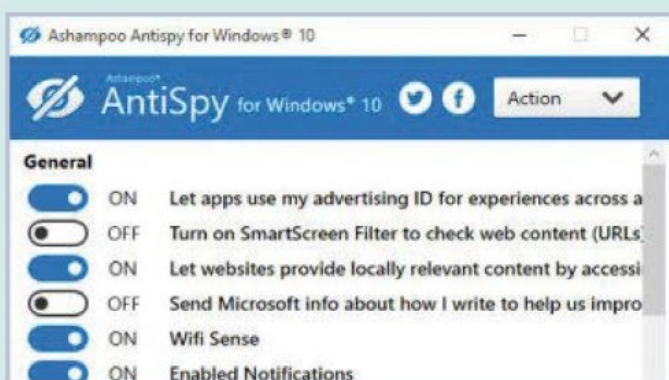 Ashampoo Antispy for Windows® 10
Ashampoo®
AntiSpy for Windows® 10 Action
General
ON Let apps use my advertising ID for experiences across a
OFF Turn on SmartScreen Filter to check web content (URLs
ON Let websites provide locally relevant content by accessi
OFF Send Microsoft info about how I write to help us impro
ON Wifi Sense
ON Enabled Notifications